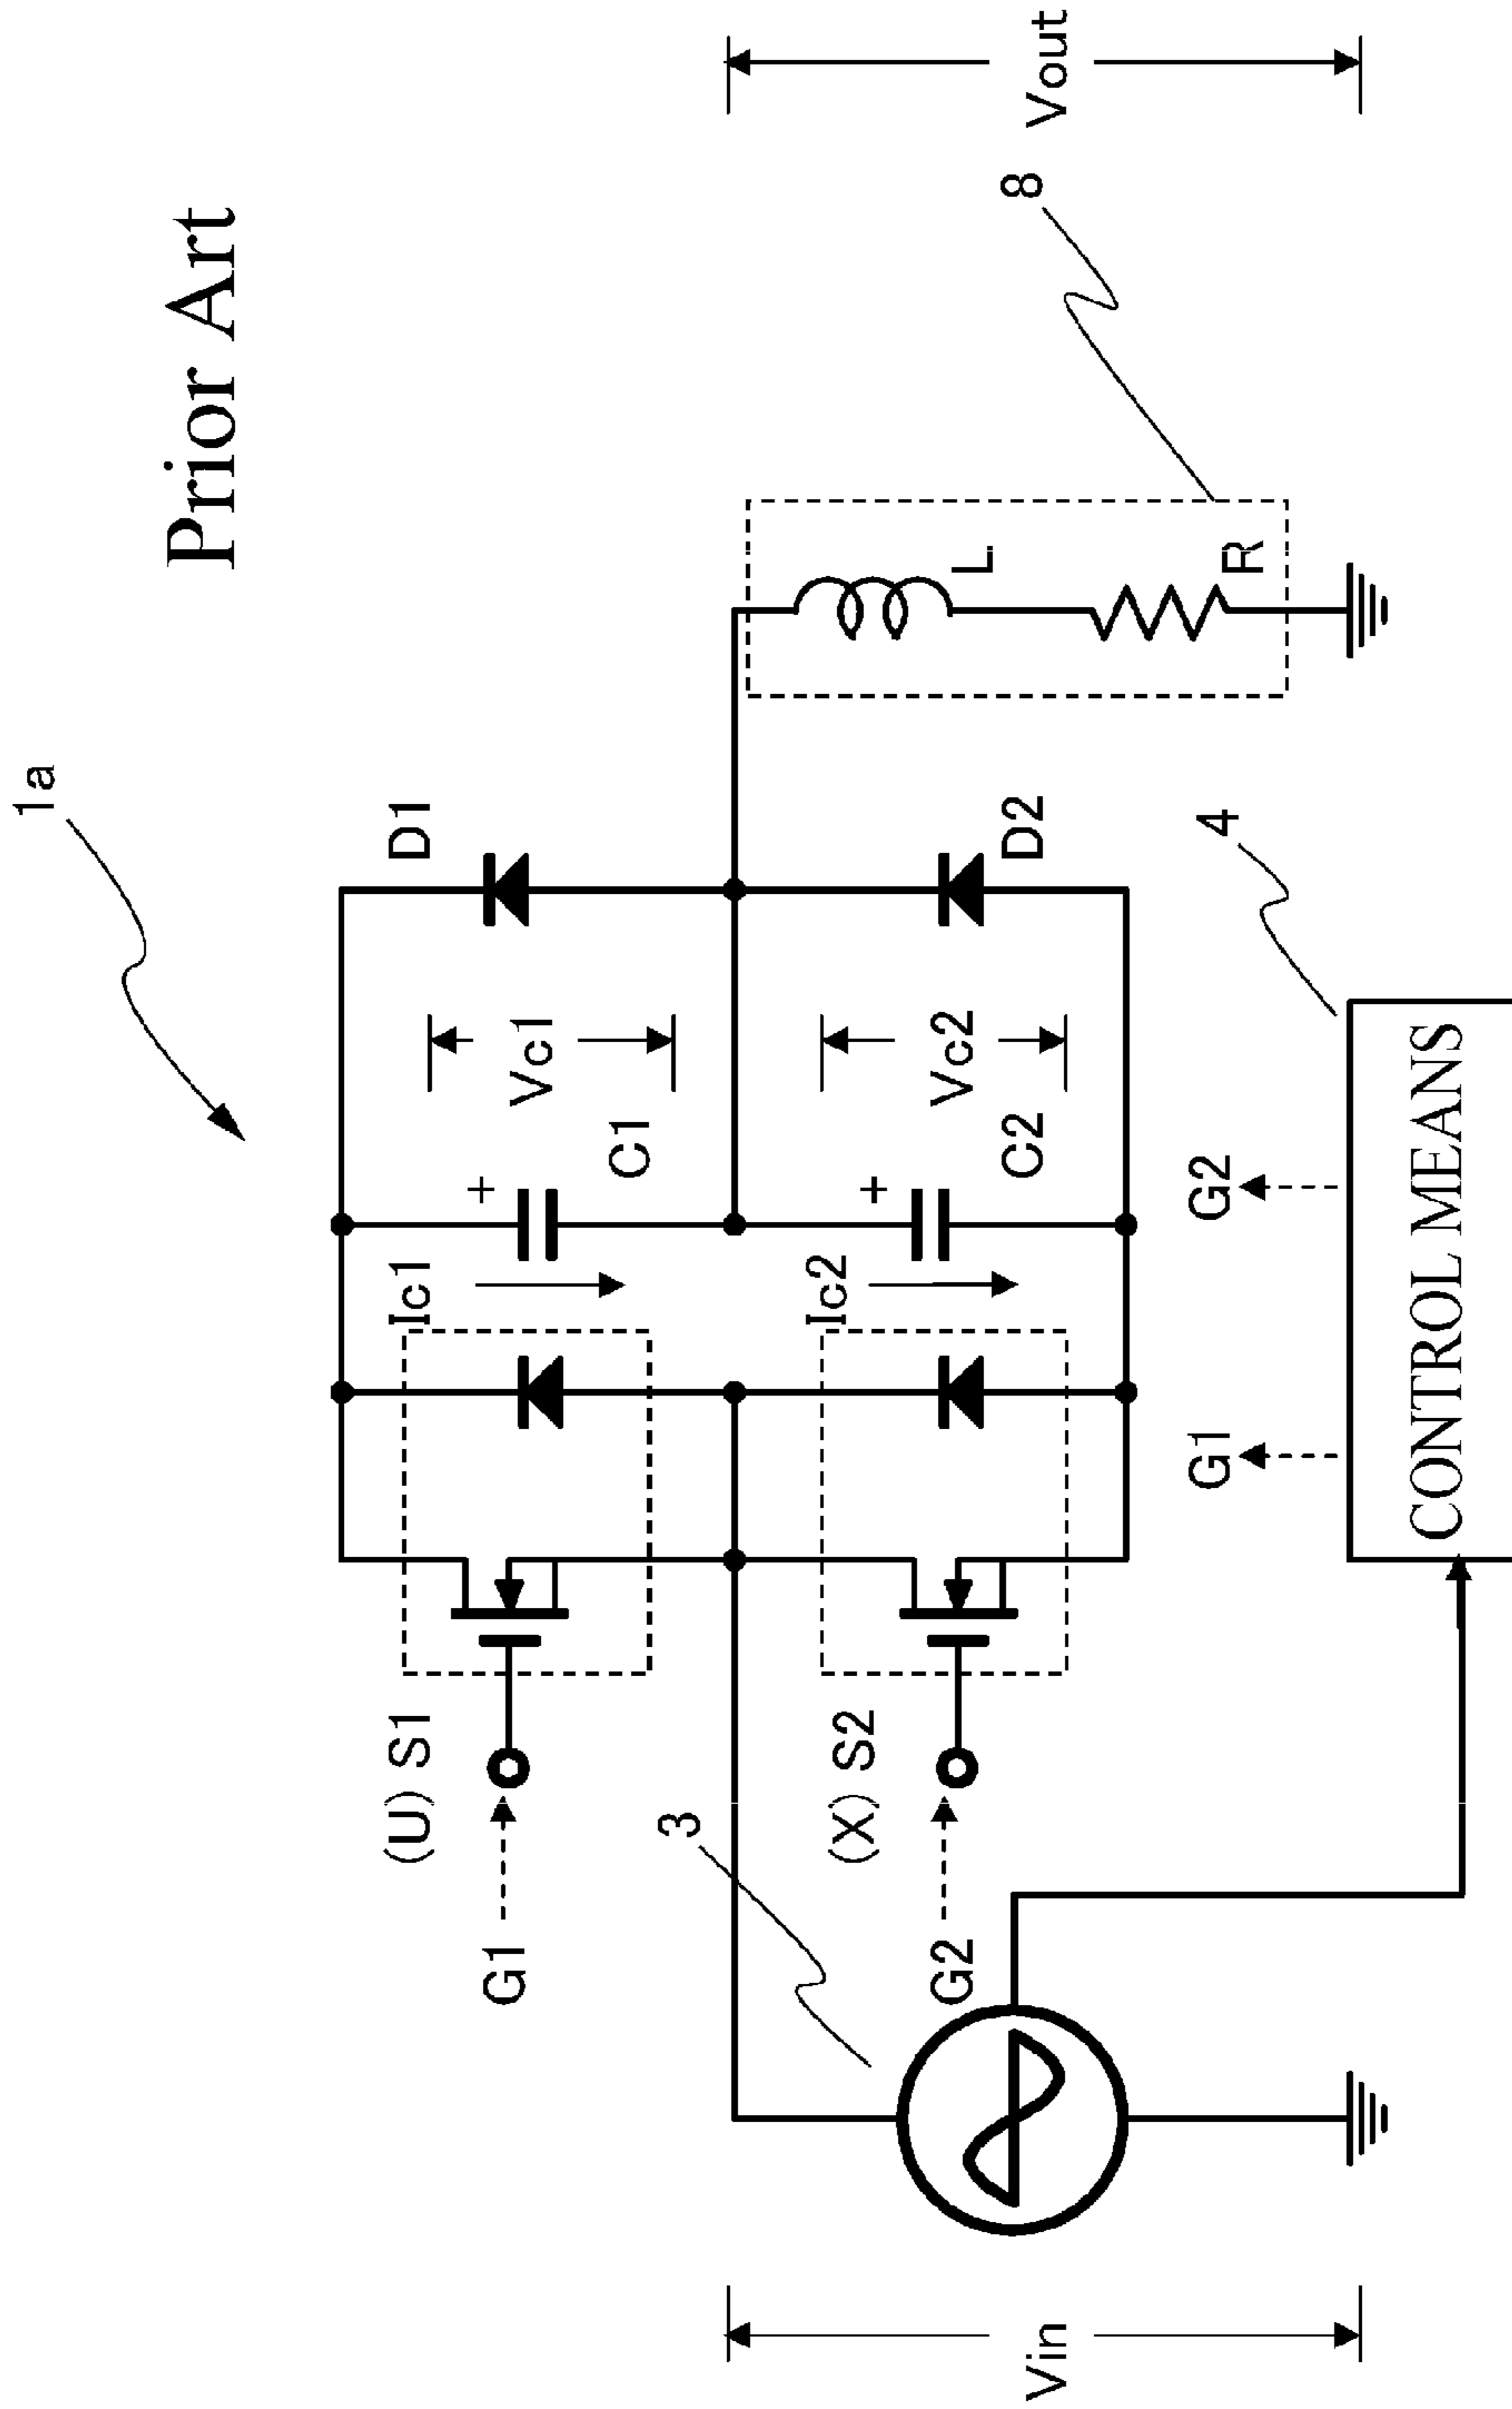 Prior Art
1a
(U) S1
Ic1
D1
G1
+
Vc1
C1
3
(X) S2
Ic2
+
G2
Vc2
C2
D2
L
8
R
Vin
Vout
G1
G2
4
CONTROL MEANS